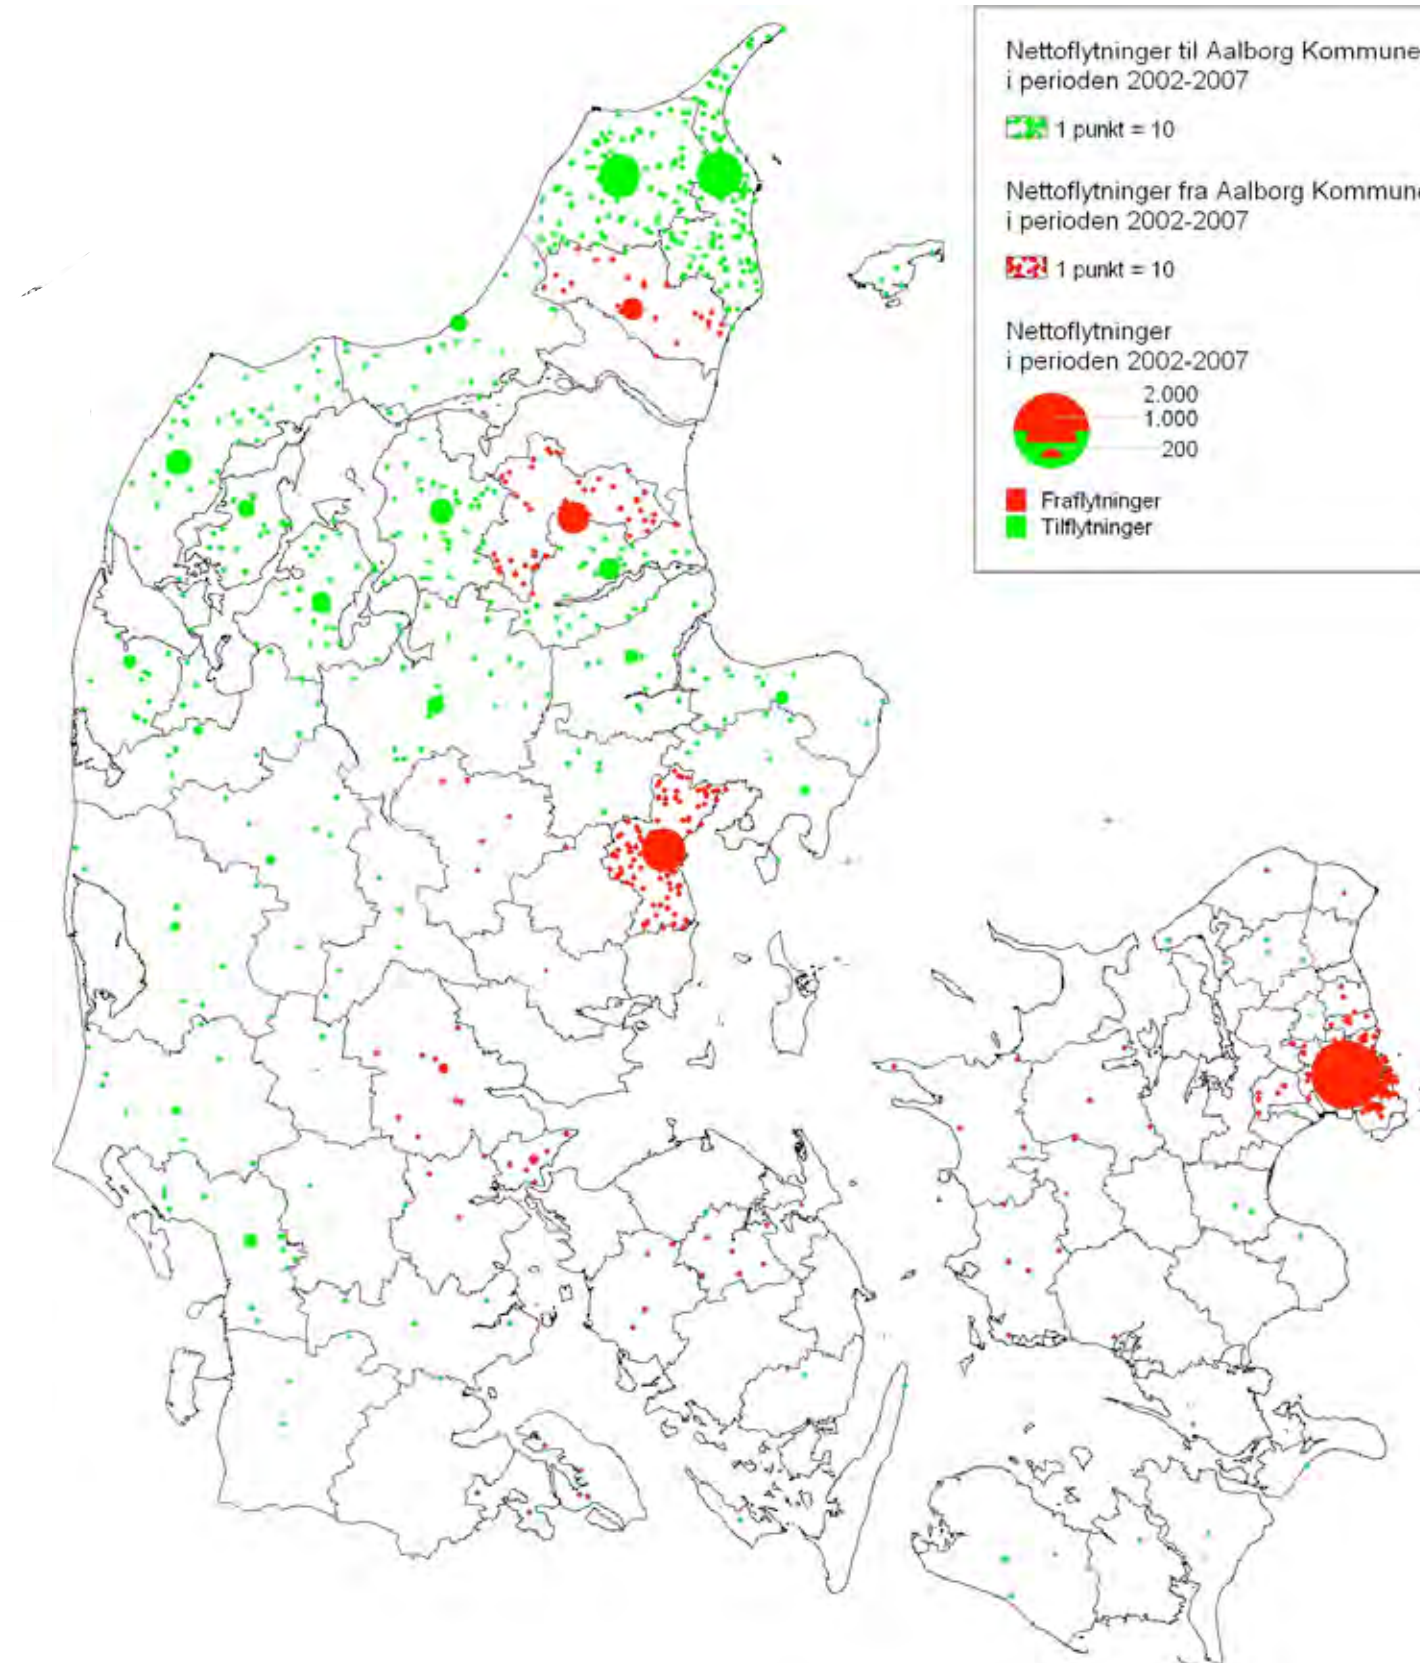 Nettoflytninger til Aalborg Kommune
i perioden 2002-2007
1 punkt = 10
Nettoflytninger fra Aalborg Kommune
i perioden 2002-2007
1 punkt = 10
Nettoflytninger
i perioden 2002-2007
2.000
1.000
200
Fraflytninger
Tilflytninger